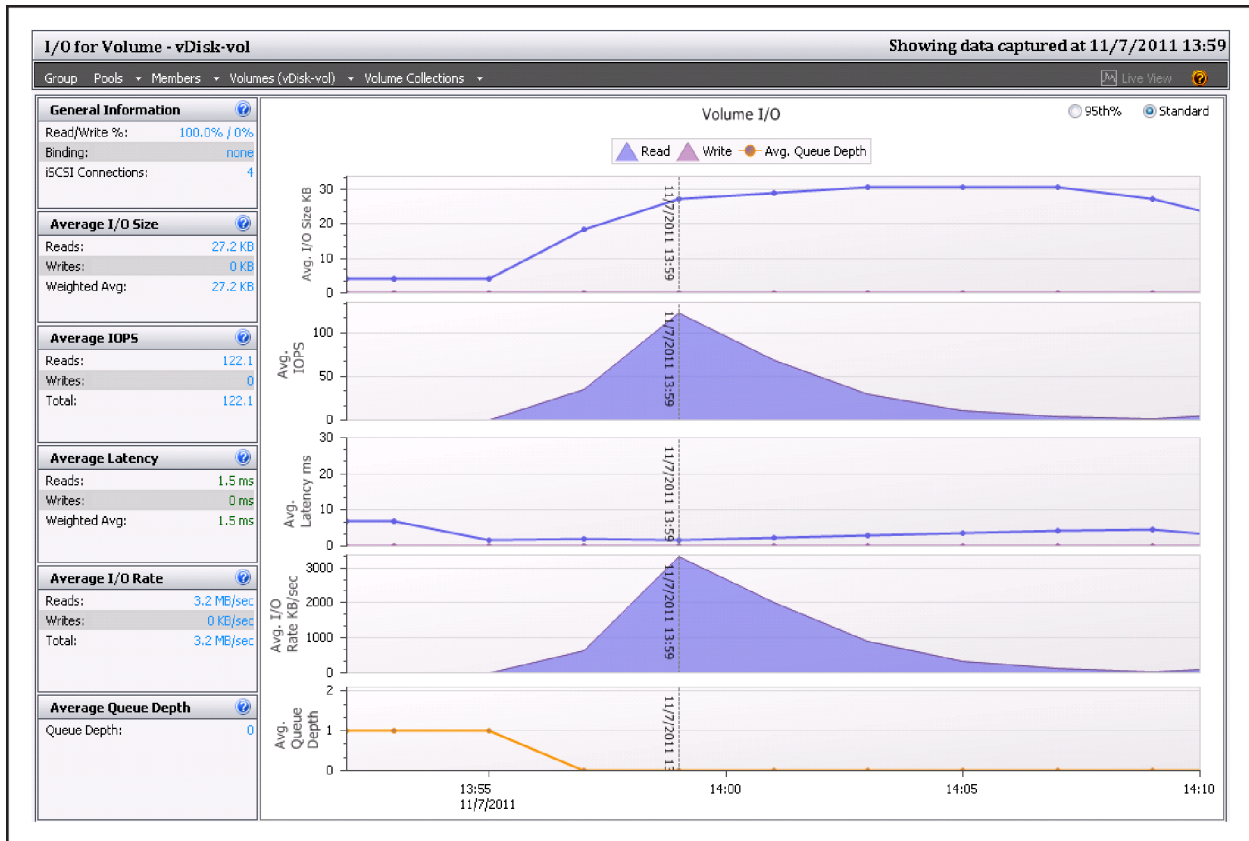 I/O for Volume - vDisk-vol
Showing data captured at 11/7/2011 13:59
Group Pools Members Volumes (vDisk-vol) Volume Collections
Live View
General Information
Read/Write %: 100.0% / 0%
Binding: none
iSCSI Connections: 4
Average I/O Size
Reads: 27.2 KB
Writes: 0 KB
Weighted Avg: 27.2 KB
Average IOPS
Reads: 122.1
Writes: 0
Total: 122.1
Average Latency
Reads: 1.5 ms
Writes: 0 ms
Weighted Avg: 1.5 ms
Average I/O Rate
Reads: 3.2 MB/sec
Writes: 0 KB/sec
Total: 3.2 MB/sec
Average Queue Depth
Queue Depth: 0
Volume I/O
95th% Standard
Read Write Avg. Queue Depth
Avg. I/O Size KB
30
20
10
0
11/7/2011 13:59
Avg.
IOPS
100
50
0
11/7/2011 13:59
Avg.
Latency ms
30
20
10
0
11/7/2011 13:59
Avg. I/O
Rate KB/sec
3000
2000
1000
0
11/7/2011 13:59
Avg.
Queue
Depth
2
1
0
11/7/2011 1
13:55 14:00 14:05 14:10
11/7/2011